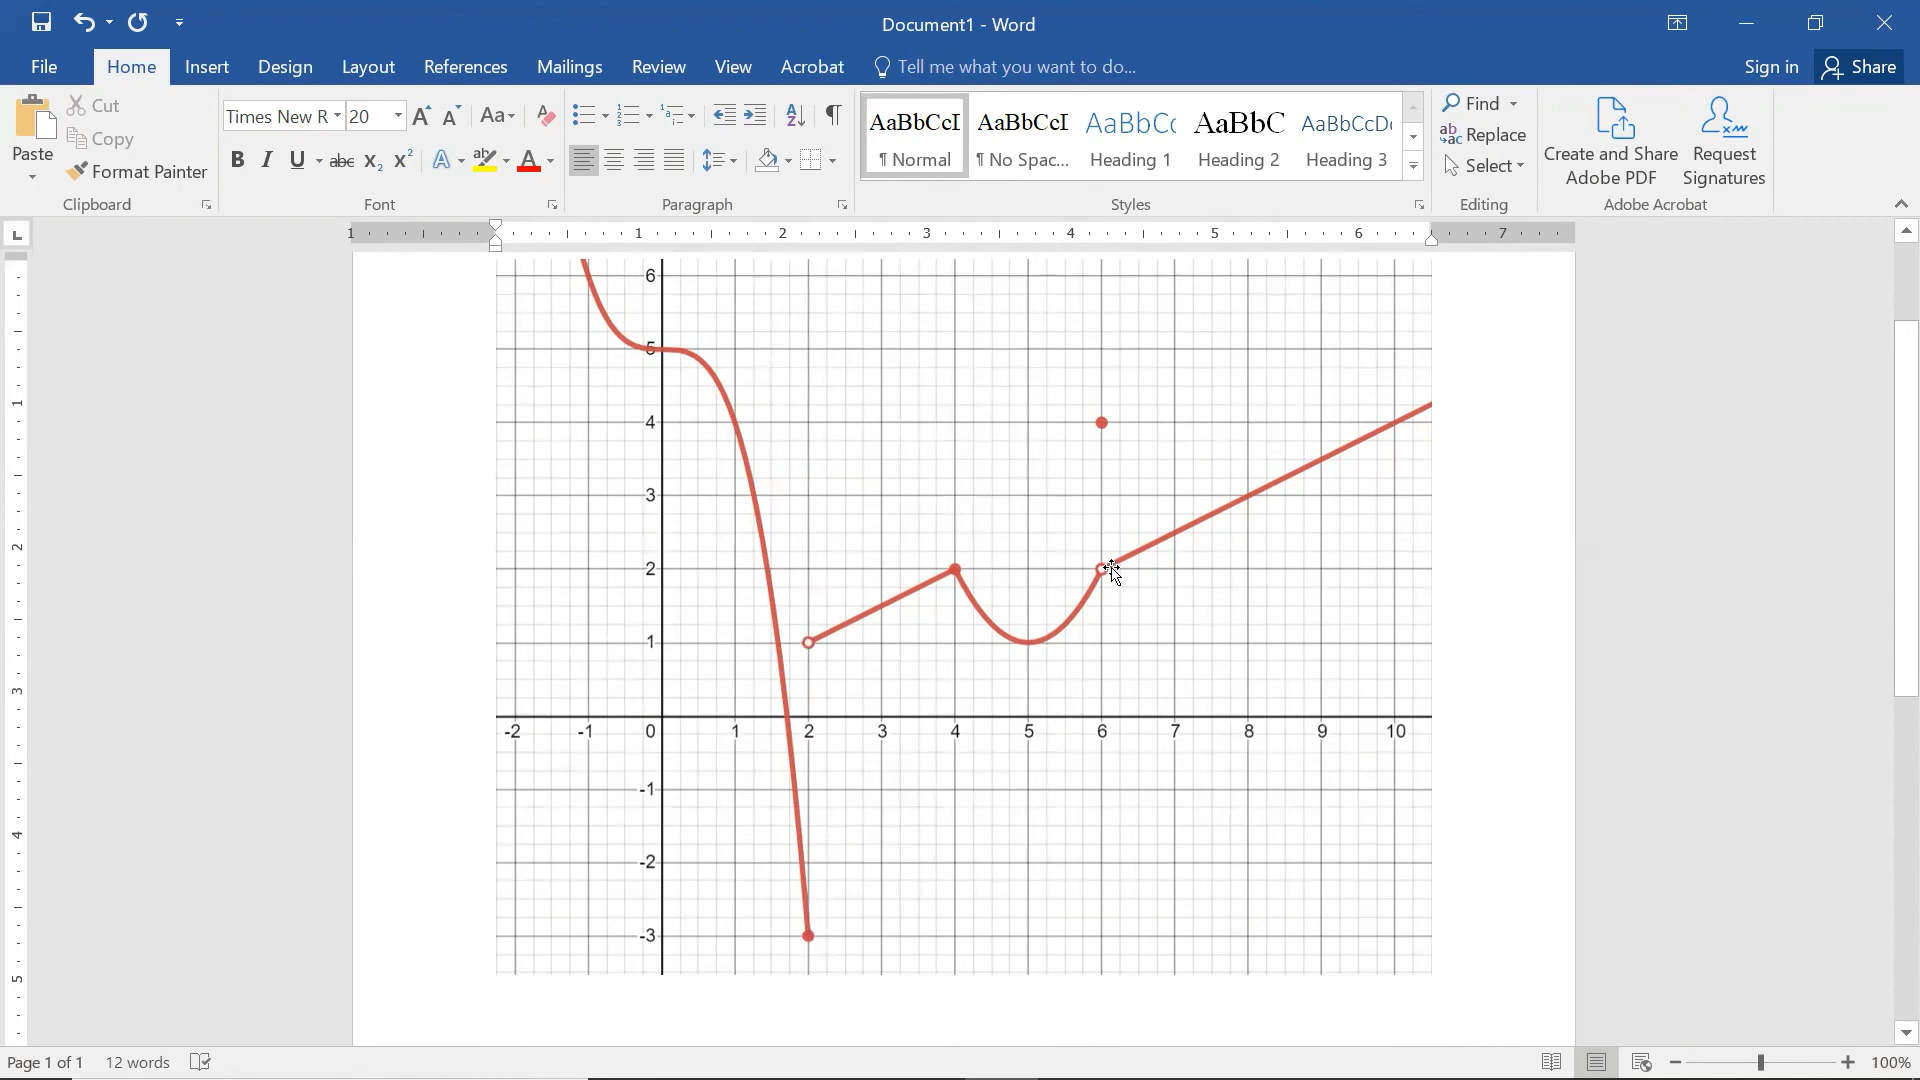 Document1 - Word
File Home Insert Design Layout References Mailings Review View Acrobat Tell me what you want to do... Sign in Share
Paste
Cut
Copy
Format Painter
Clipboard
Times New R 20
Font
Paragraph
AaBbCcI AaBbCcI AaBbCc AaBbC AaBbCcDc
¶ Normal ¶ No Spac... Heading 1 Heading 2 Heading 3
Styles
Find
Replace
Select
Editing
Create and Share
Adobe PDF
Request
Signatures
Adobe Acrobat
1 1 2 3 4 5 6 7
6
5
4
3
2
1
-2 -1 0 1 2 3 4 5 6 7 8 9 10
-1
-2
-3
1
2
3
4
5
Page 1 of 1 12 words 100%